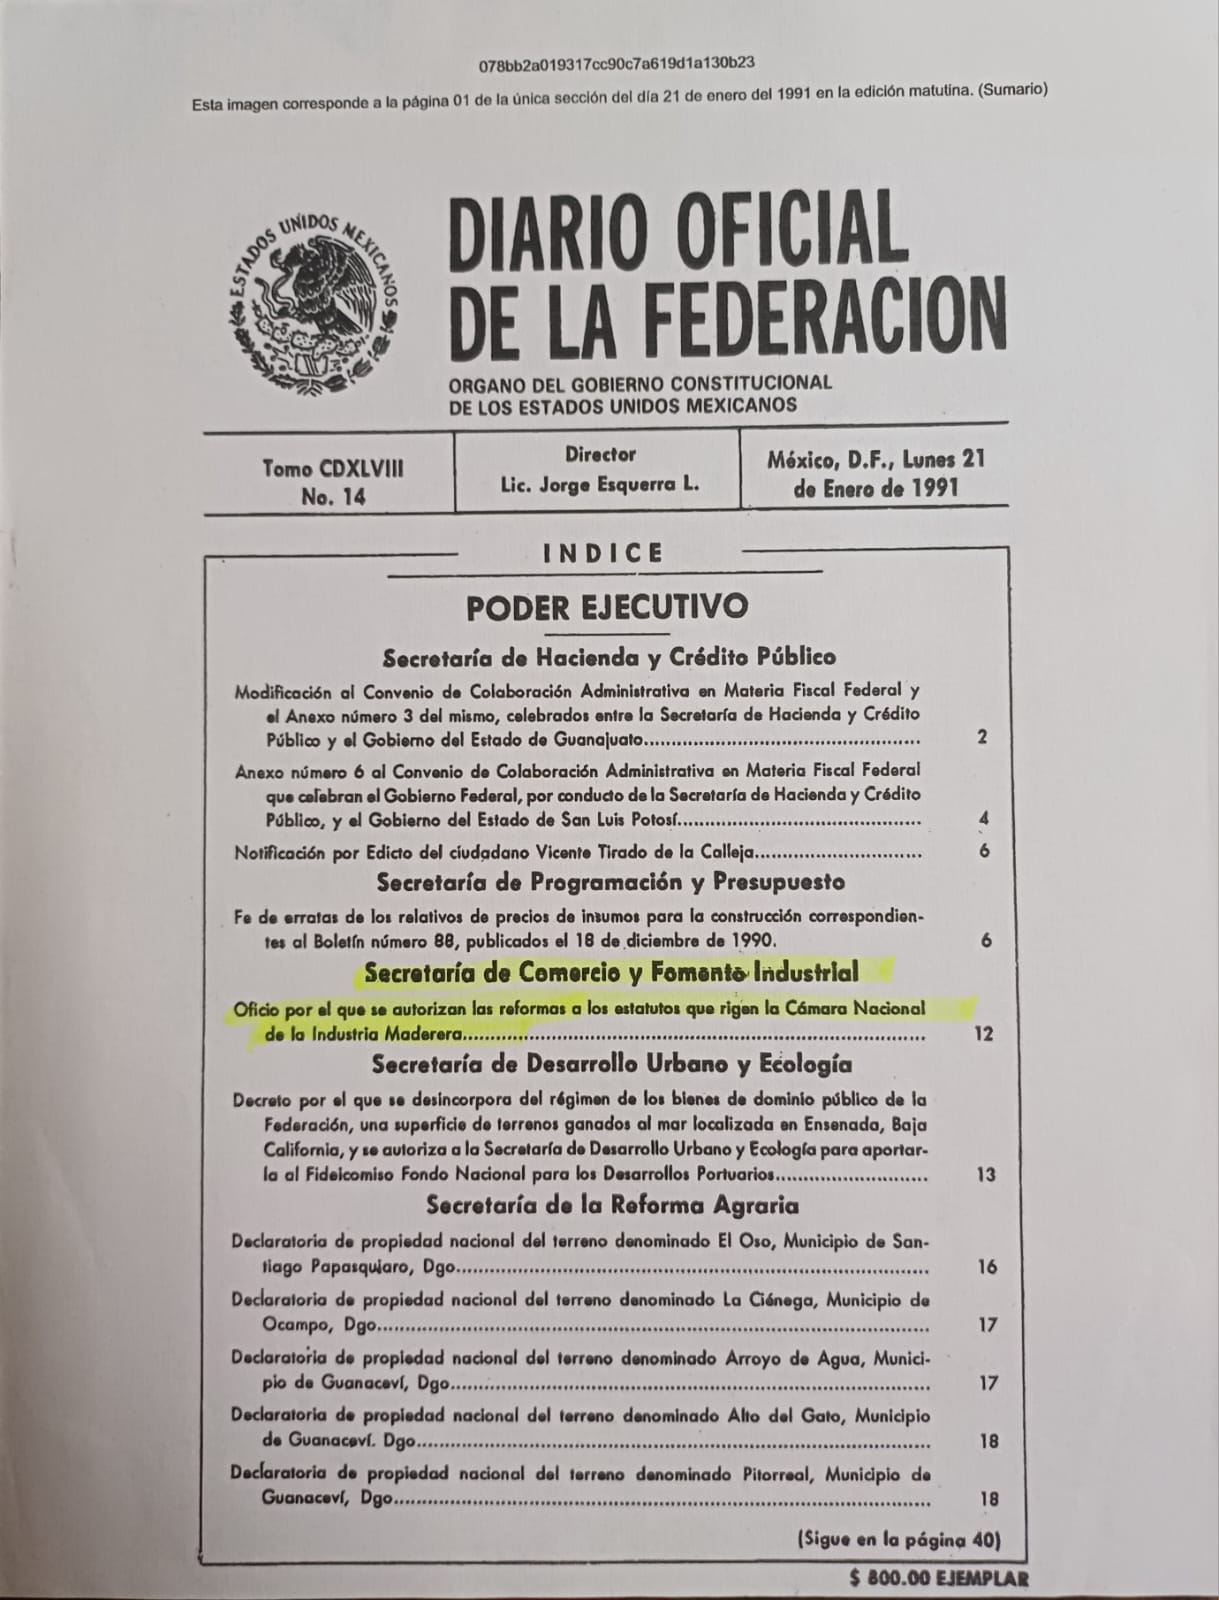 078bb2a019317cc90c7a619d1a130b23
Esta imagen corresponde a la página 01 de la única sección del día 21 de enero del 1991 en la edición matutina. (Sumario)
ESTADOS UNIDOS MEXICANOS
DIARIO OFICIAL
DE LA FEDERACION
ORGANO DEL GOBIERNO CONSTITUCIONAL
DE LOS ESTADOS UNIDOS MEXICANOS
Tomo CDXLVIII
No. 14
Director
Lic. Jorge Esquerra L.
México, D.F., Lunes 21
de Enero de 1991
INDICE
PODER EJECUTIVO
Secretaría de Hacienda y Crédito Público
Modificación al Convenio de Colaboración Administrativa en Materia Fiscal Federal y
el Anexo número 3 del mismo, celebrados entre la Secretaría de Hacienda y Crédito
Público y el Gobierno del Estado de Guanajuato.................................................. 2
Anexo número 6 al Convenio de Colaboración Administrativa en Materia Fiscal Federal
que celebran el Gobierno Federal, por conducto de la Secretaría de Hacienda y Crédito
Público, y el Gobierno del Estado de San Luis Potosí............................................ 4
Notificación por Edicto del ciudadano Vicente Tirado de la Calleja.............................. 6
Secretaría de Programación y Presupuesto
Fe de erratas de los relativos de precios de insumos para la construcción correspondien-
tes al Boletín número 88, publicados el 18 de diciembre de 1990. 6
Secretaría de Comercio y Fomento Industrial
Oficio por el que se autorizan las reformas a los estatutos que rigen la Cámara Nacional
de la Industria Maderera.................................................................................. 12
Secretaría de Desarrollo Urbano y Ecología
Decreto por el que se desincorpora del régimen de los bienes de dominio público de la
Federación, una superficie de terrenos ganados al mar localizada en Ensenada, Baja
California, y se autoriza a la Secretaría de Desarrollo Urbano y Ecología para aportar-
la al Fideicomiso Fondo Nacional para los Desarrollos Portuarios........................... 13
Secretaría de la Reforma Agraria
Declaratoria de propiedad nacional del terreno denominado El Oso, Municipio de San-
tiago Papasquiaro, Dgo.................................................................................... 16
Declaratoria de propiedad nacional del terreno denominado La Ciénega, Municipio de
Ocampo, Dgo.................................................................................................. 17
Declaratoria de propiedad nacional del terreno denominado Arroyo de Agua, Munici-
pio de Guanaceví, Dgo..................................................................................... 17
Declaratoria de propiedad nacional del terreno denominado Alto del Gato, Municipio
de Guanaceví. Dgo........................................................................................... 18
Declaratoria de propiedad nacional del terreno denominado Pitorreal, Municipio de
Guanaceví, Dgo............................................................................................... 18
(Sigue en la página 40)
$ 800.00 EJEMPLAR